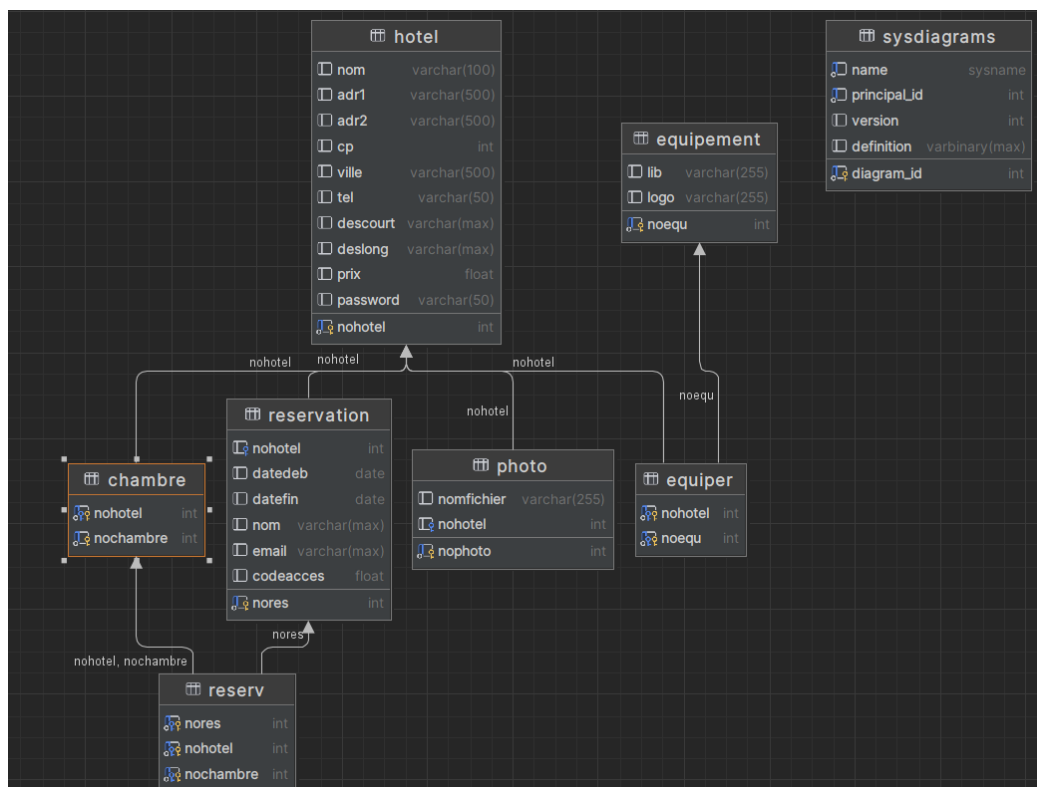 hotel
nom varchar(100)
adr1 varchar(500)
adr2 varchar(500)
cp int
ville varchar(500)
tel varchar(50)
descourt varchar(max)
deslong varchar(max)
prix float
password varchar(50)
nohotel int
sysdiagrams
name sysname
principal_id int
version int
definition varbinary(max)
diagram_id int
equipement
lib varchar(255)
logo varchar(255)
noequ int
nohotel
nohotel
nohotel
nohotel
noequ
chambre
nohotel int
nochambre int
reservation
nohotel int
datedeb date
datefin date
nom varchar(max)
email varchar(max)
codeacces float
nores int
photo
nomfichier varchar(255)
nohotel int
nophoto int
equiper
nohotel int
noequ int
nohotel, nochambre
nores
reserv
nores int
nohotel int
nochambre int